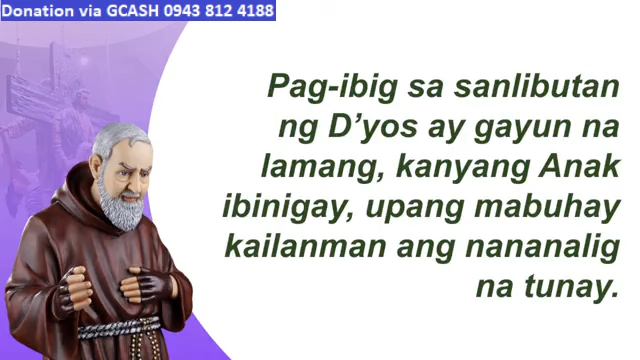 Donation via GCASH 0943 812 4188
Pag-ibig sa sanlibutan
ng D’yos ay gayun na
lamang, kanyang Anak
ibinigay, upang mabuhay
kailanman ang nananalig
na tunay.